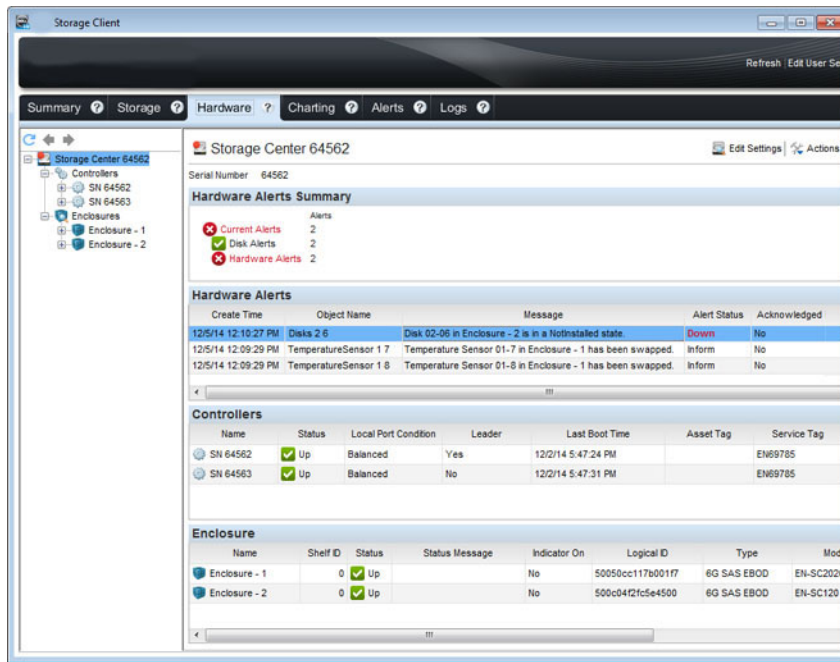 Storage Client
Refresh | Edit User Se
Summary ? Storage ? Hardware ? Charting ? Alerts ? Logs ?
Storage Center 64562
Controllers
SN 64562
SN 64563
Enclosures
Enclosure - 1
Enclosure - 2
Storage Center 64562 Edit Settings | Actions
Serial Number 64562
Hardware Alerts Summary
Alerts
Current Alerts 2
Disk Alerts 2
Hardware Alerts 2
Hardware Alerts
Create Time Object Name Message Alert Status Acknowledged
12/5/14 12:10:27 PM Disks 2 6 Disk 02-06 in Enclosure - 2 is in a NotInstalled state. Down No
12/5/14 12:09:29 PM TemperatureSensor 1 7 Temperature Sensor 01-7 in Enclosure - 1 has been swapped. Inform No
12/5/14 12:09:29 PM TemperatureSensor 1 8 Temperature Sensor 01-8 in Enclosure - 1 has been swapped. Inform No
Controllers
Name Status Local Port Condition Leader Last Boot Time Asset Tag Service Tag
SN 64562 Up Balanced Yes 12/2/14 5:47:24 PM EN69785
SN 64563 Up Balanced No 12/2/14 5:47:31 PM EN69785
Enclosure
Name Shelf ID Status Status Message Indicator On Logical ID Type Mod
Enclosure - 1 0 Up No 50050cc117b001f7 6G SAS EBOD EN-SC202
Enclosure - 2 0 Up No 500c04f2fc5e4500 6G SAS EBOD EN-SC120